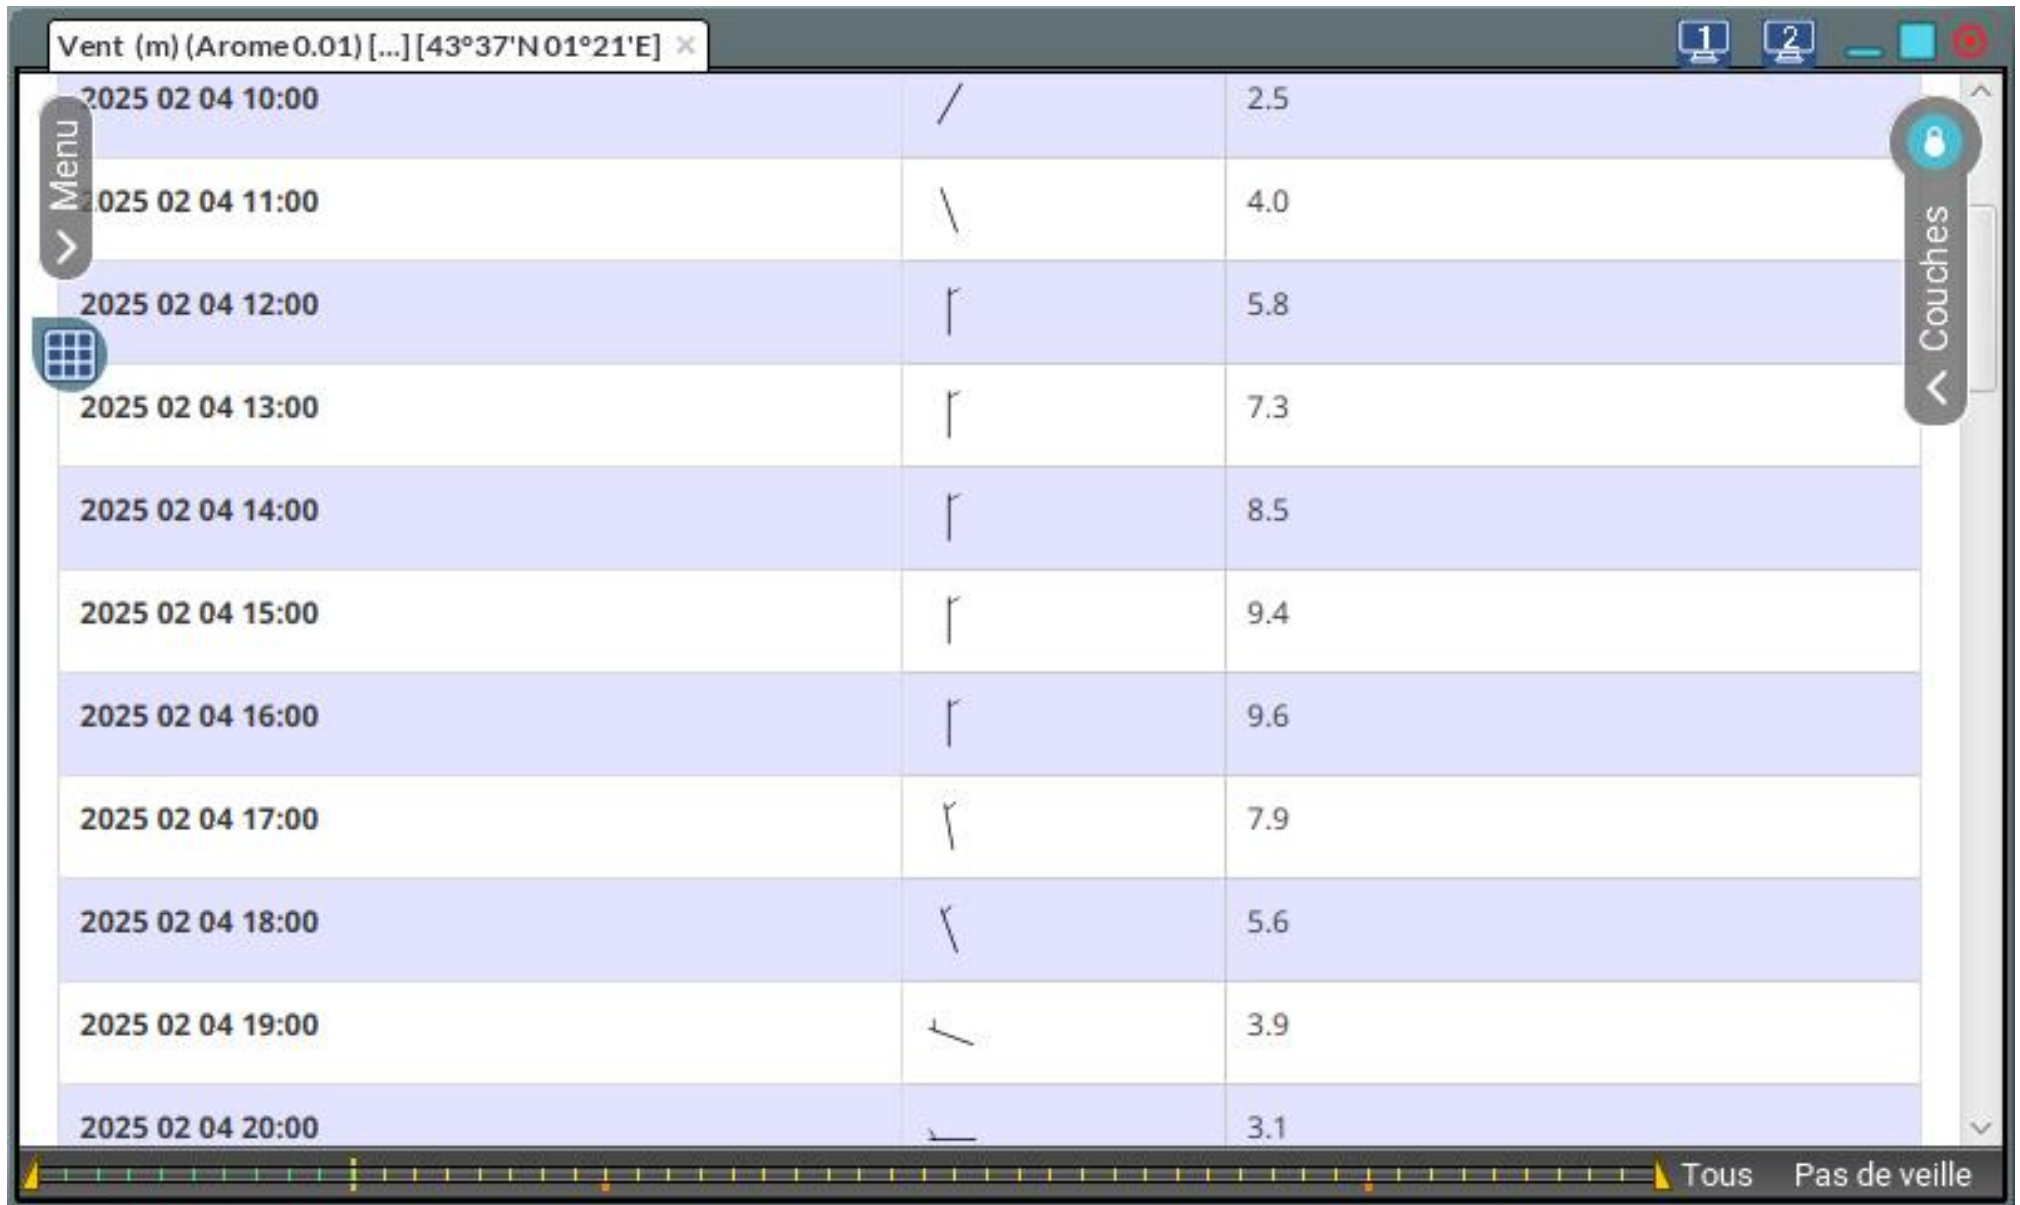 Vent (m) (Arome 0.01) [...] [43°37'N 01°21'E] ×
1
2
Menu
Couches
2025 02 04 10:00 2.5
2025 02 04 11:00 4.0
2025 02 04 12:00 5.8
2025 02 04 13:00 7.3
2025 02 04 14:00 8.5
2025 02 04 15:00 9.4
2025 02 04 16:00 9.6
2025 02 04 17:00 7.9
2025 02 04 18:00 5.6
2025 02 04 19:00 3.9
2025 02 04 20:00 3.1
Tous Pas de veille